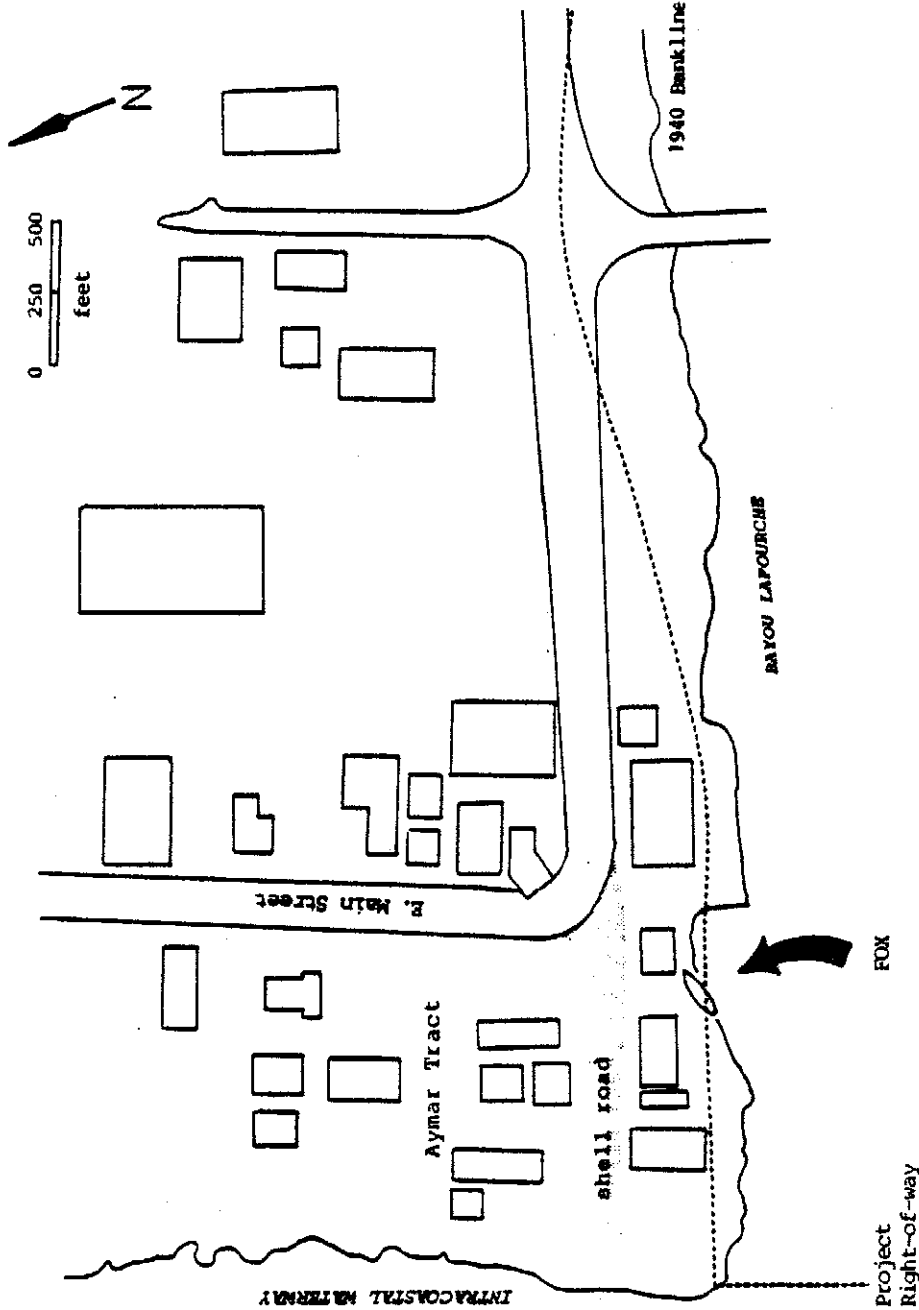 N
0 250 500
feet
1940 Bankline
E. Main Street
BAYOU LAFOURCHE
Aymar Tract
shell road
FOX
INTRACOASTAL WATERWAY
Project
Right-of-way